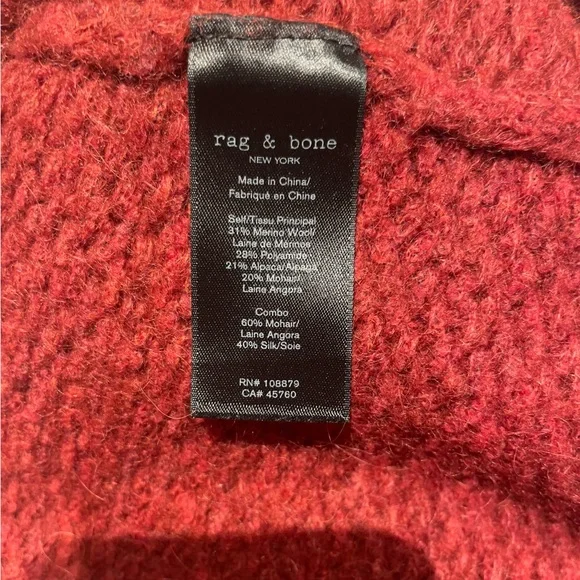 rag & bone
NEW YORK
Made in China/
Fabriqué en Chine
Self/Tissu Principal
31% Merino Wool/
Laine de Mérinos
28% Polyamide
21% Alpaca/Alpaga
20% Mohair/
Laine Angora
Combo
60% Mohair/
Laine Angora
40% Silk/Soie
RN# 108879
CA# 45760